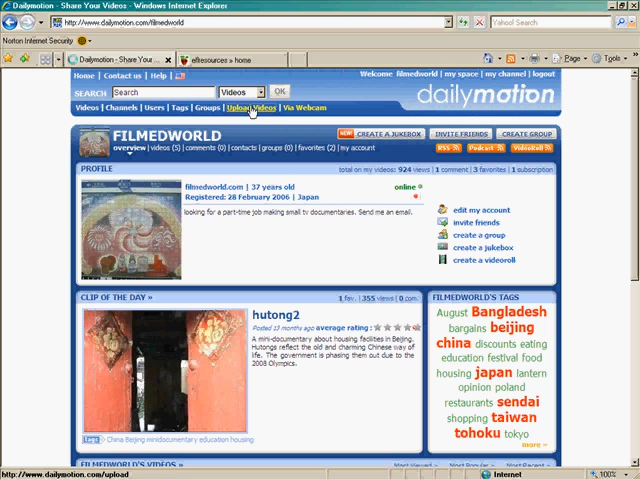 Dailymotion - Share Your Videos - Windows Internet Explorer
http://www.dailymotion.com/filmedworld
Yahoo Search
Norton Internet Security
Dailymotion - Share Your ...
eflresources » home
Page
Tools
Home | Contact us | Help |
Welcome filmedworld | my space | my channel | logout
SEARCH Search Videos OK
dailymotion
Videos | Channels | Users | Tags | Groups | Upload Videos | Via Webcam
FILMEDWORLD
NEW! CREATE A JUKEBOX INVITE FRIENDS CREATE GROUP
overview | videos (5) | comments (0) | contacts | groups (0) | favorites (2) | my account
RSS Podcast VideoRoll
PROFILE
total on my videos: 924 views | 1 comment | 3 favorites | 1 subscription
filmedworld.com | 37 years old
online
Registered: 28 February 2006 | Japan
looking for a part-time job making small tv documentaries. Send me an email.
edit my account
invite friends
create a group
create a jukebox
create a videoroll
CLIP OF THE DAY »
1 fav. | 355 views | 0 com.
hutong2
Posted 13 months ago average rating :
A mini-documentary about housing facilities in Beijing.
Hutongs reflect the old and charming Chinese way of
life. The government is phasing them out due to the
2008 Olympics.
Tags China Beijing minidocumentary education housing
FILMEDWORLD'S TAGS
August Bangladesh
bargains beijing
china discounts eating
education festival food
housing japan lantern
opinion poland
restaurants sendai
shopping taiwan
tohoku tokyo
more »
FILMEDWORLD'S VIDEOS »
Most Viewed » Most Popular » Most Recent »
http://www.dailymotion.com/upload
Internet
100%